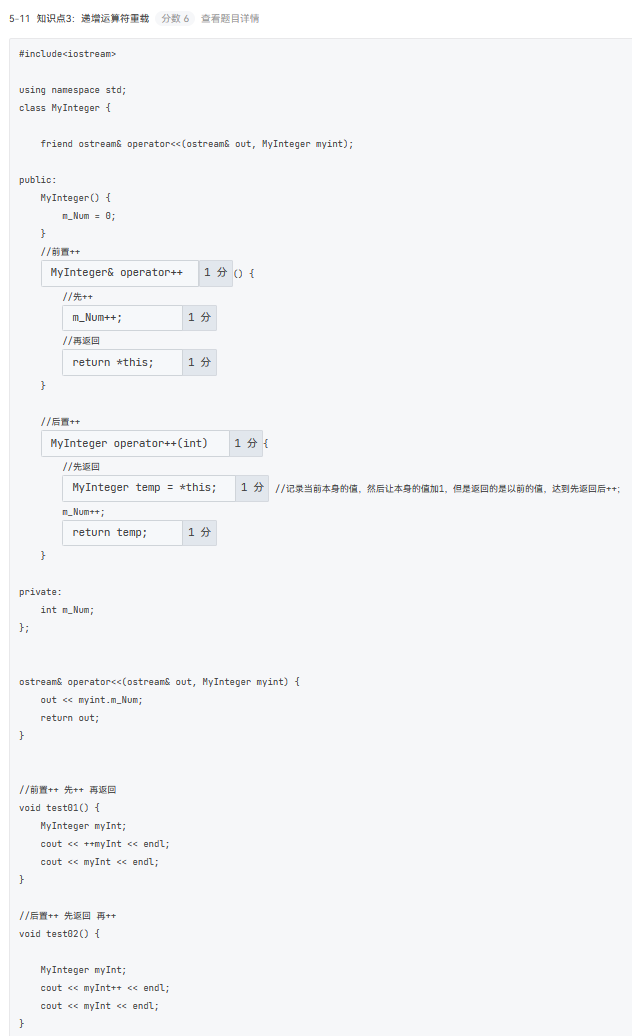 5-11 知识点3：递增运算符重载 分数 6 查看题目详情
#include<iostream>
using namespace std;
class MyInteger {
friend ostream& operator<<(ostream& out, MyInteger myint);
public:
MyInteger() {
m_Num = 0;
}
//前置++
MyInteger& operator++ 1 分 () {
//先++
m_Num++; 1 分
//再返回
return *this; 1 分
}
//后置++
MyInteger operator++(int) 1 分 {
//先返回
MyInteger temp = *this; 1 分 //记录当前本身的值，然后让本身的值加1，但是返回的是以前的值，达到先返回后++；
m_Num++;
return temp; 1 分
}
private:
int m_Num;
};
ostream& operator<<(ostream& out, MyInteger myint) {
out << myint.m_Num;
return out;
}
//前置++ 先++ 再返回
void test01() {
MyInteger myInt;
cout << ++myInt << endl;
cout << myInt << endl;
}
//后置++ 先返回 再++
void test02() {
MyInteger myInt;
cout << myInt++ << endl;
cout << myInt << endl;
}